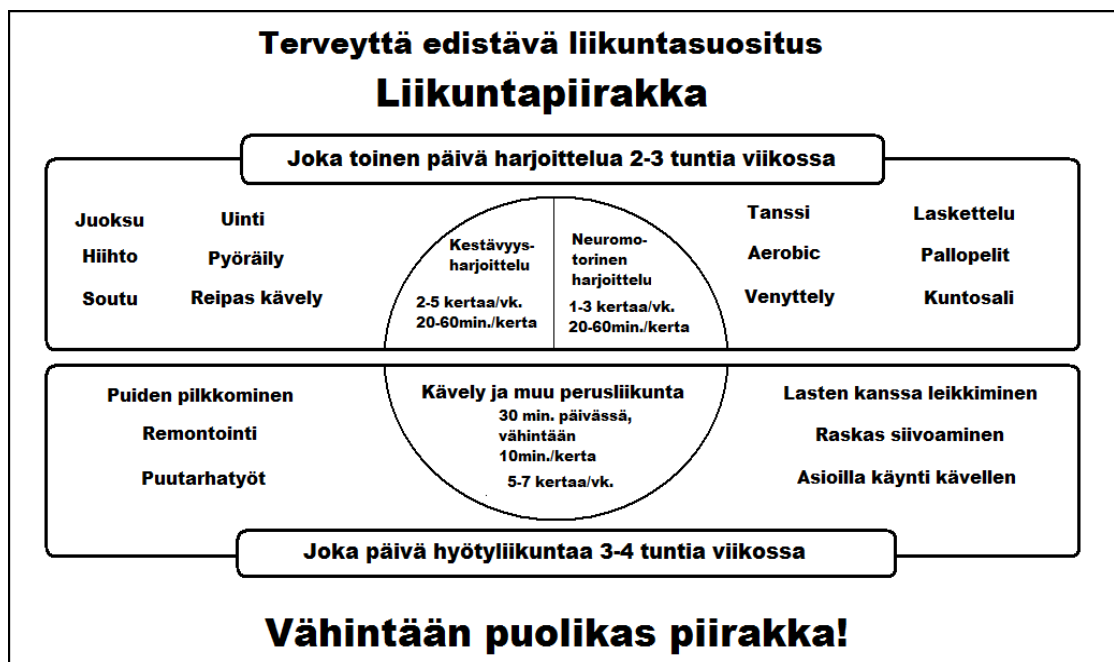 Terveyttä edistävä liikuntasuositus
Liikuntapiirakka
Joka toinen päivä harjoittelua 2-3 tuntia viikossa
Juoksu
Uinti
Hiihto
Pyöräily
Soutu
Reipas kävely
Kestävyys-
harjoittelu
2-5 kertaa/vk.
20-60min./kerta
Neuromo-
torinen
harjoittelu
1-3 kertaa/vk.
20-60min./kerta
Tanssi
Laskettelu
Aerobic
Pallopelit
Venyttely
Kuntosali
Puiden pilkkominen
Remontointi
Puutarhatyöt
Kävely ja muu perusliikunta
30 min. päivässä,
vähintään
10min./kerta
5-7 kertaa/vk.
Lasten kanssa leikkiminen
Raskas siivoaminen
Asioilla käynti kävellen
Joka päivä hyötyliikuntaa 3-4 tuntia viikossa
Vähintään puolikas piirakka!